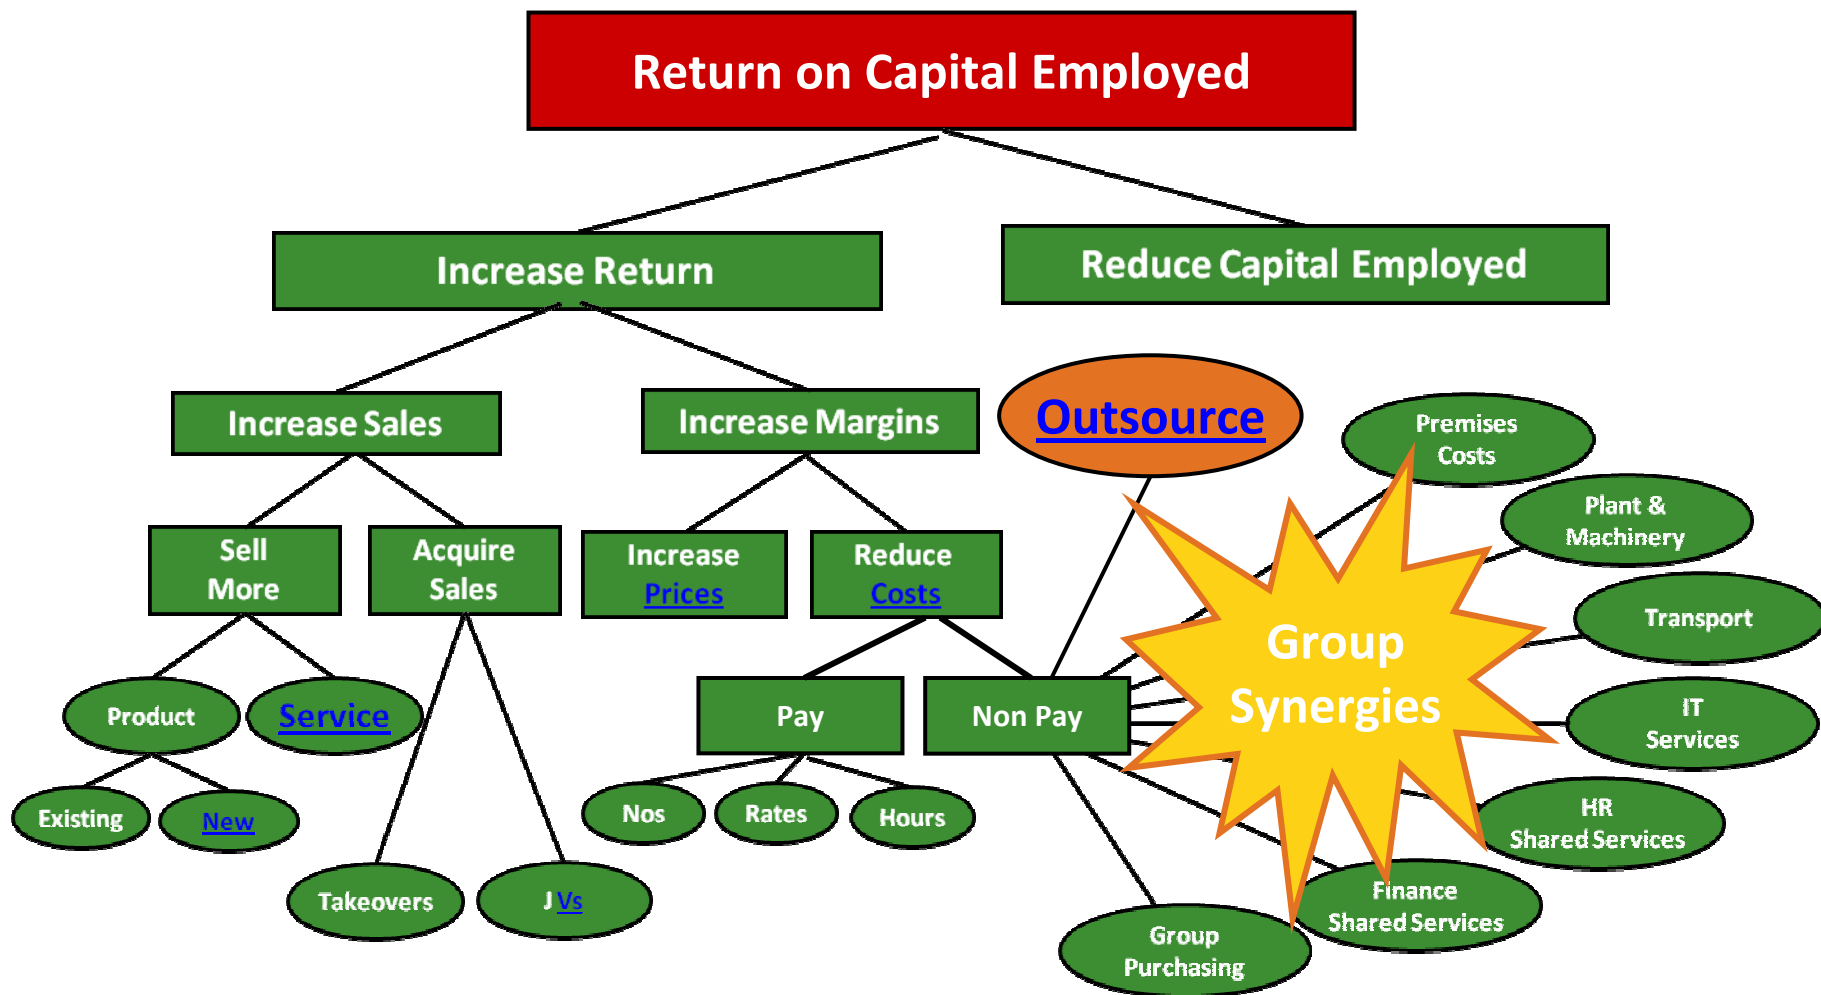 Return on Capital Employed
Increase Return
Reduce Capital Employed
Increase Sales
Increase Margins
Outsource
Premises
Costs
Plant &
Machinery
Transport
IT
Services
HR
Shared Services
Finance
Shared Services
Group
Purchasing
Group
Synergies
Sell
More
Acquire
Sales
Increase
Prices
Reduce
Costs
Product
Service
Pay
Non Pay
Existing
New
Nos
Rates
Hours
Takeovers
J Vs